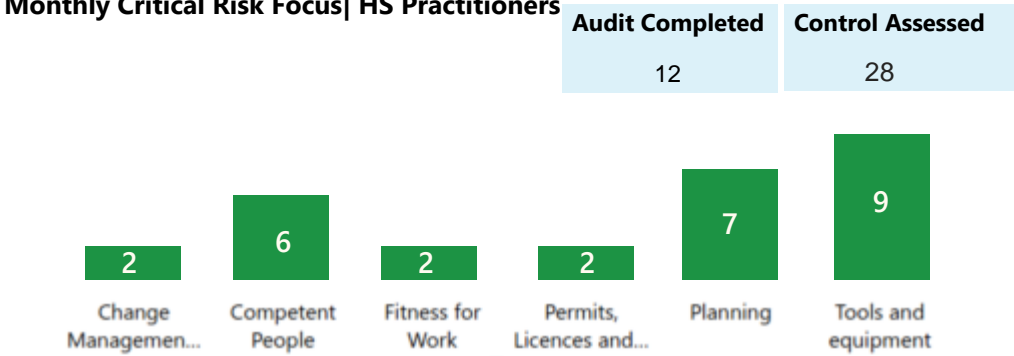 Monthly Critical Risk Focus| HS Practitioners
Audit Completed
Control Assessed
12
28
2
6
2
2
7
9
Change Managemen...
Competent People
Fitness for Work
Permits, Licences and...
Planning
Tools and equipment